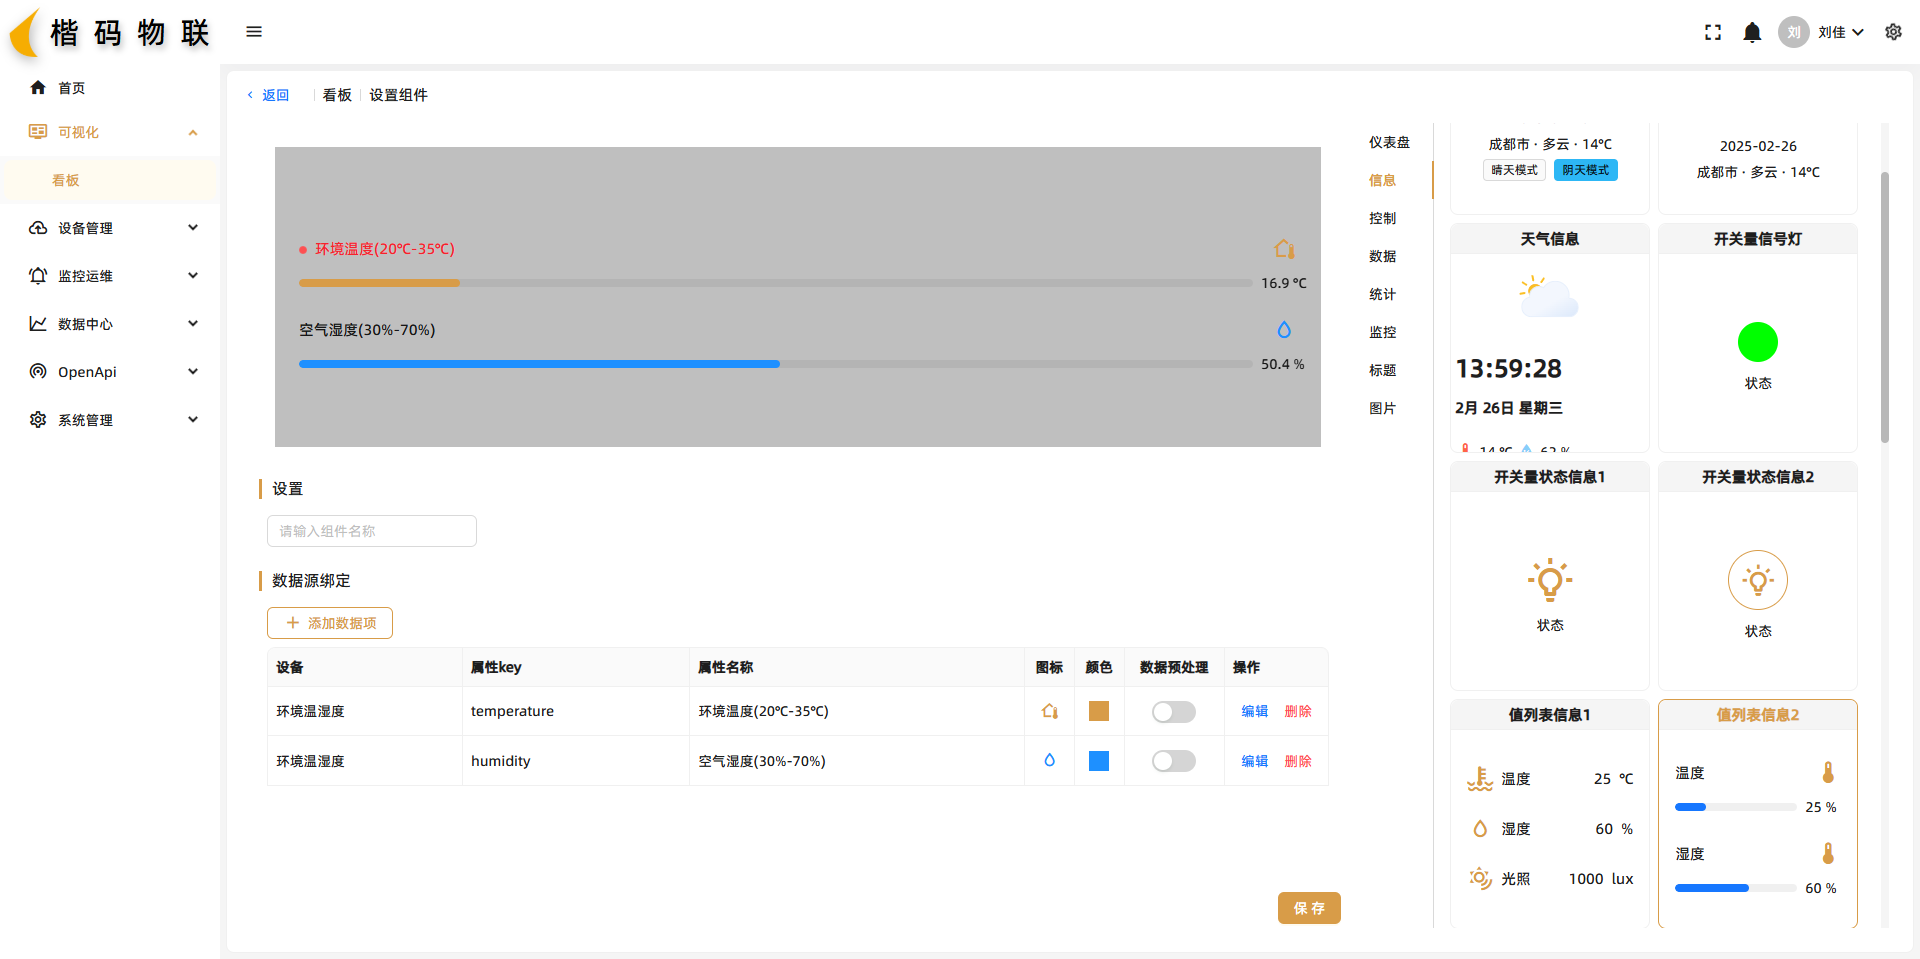 楷码物联
刘 刘佳
首页
可视化
看板
设备管理
监控运维
数据中心
OpenApi
系统管理
返回 看板 设置组件
环境温度(20℃-35℃)
16.9 ℃
空气湿度(30%-70%)
50.4 %
设置
请输入组件名称
数据源绑定
添加数据项
设备 属性key 属性名称 图标 颜色 数据预处理 操作
环境温湿度 temperature 环境温度(20℃-35℃) 编辑 删除
环境温湿度 humidity 空气湿度(30%-70%) 编辑 删除
保 存
仪表盘
信息
控制
数据
统计
监控
标题
图片
成都市 · 多云 · 14℃
晴天模式 阴天模式
2025-02-26
成都市 · 多云 · 14℃
天气信息
13:59:28
2月 26日 星期三
14 ℃ 62 %
开关量信号灯
状态
开关量状态信息1
状态
开关量状态信息2
状态
值列表信息1
温度 25 ℃
湿度 60 %
光照 1000 lux
值列表信息2
温度
25 %
湿度
60 %